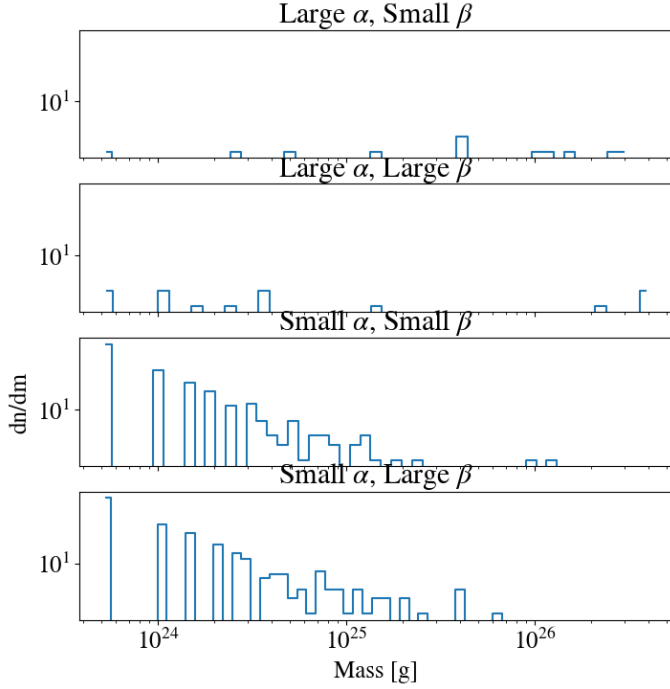 Large α, Small β
10¹
Large α, Large β
10¹
Small α, Small β
10¹
dn/dm
Small α, Large β
10¹
10²⁴ 10²⁵ 10²⁶
Mass [g]